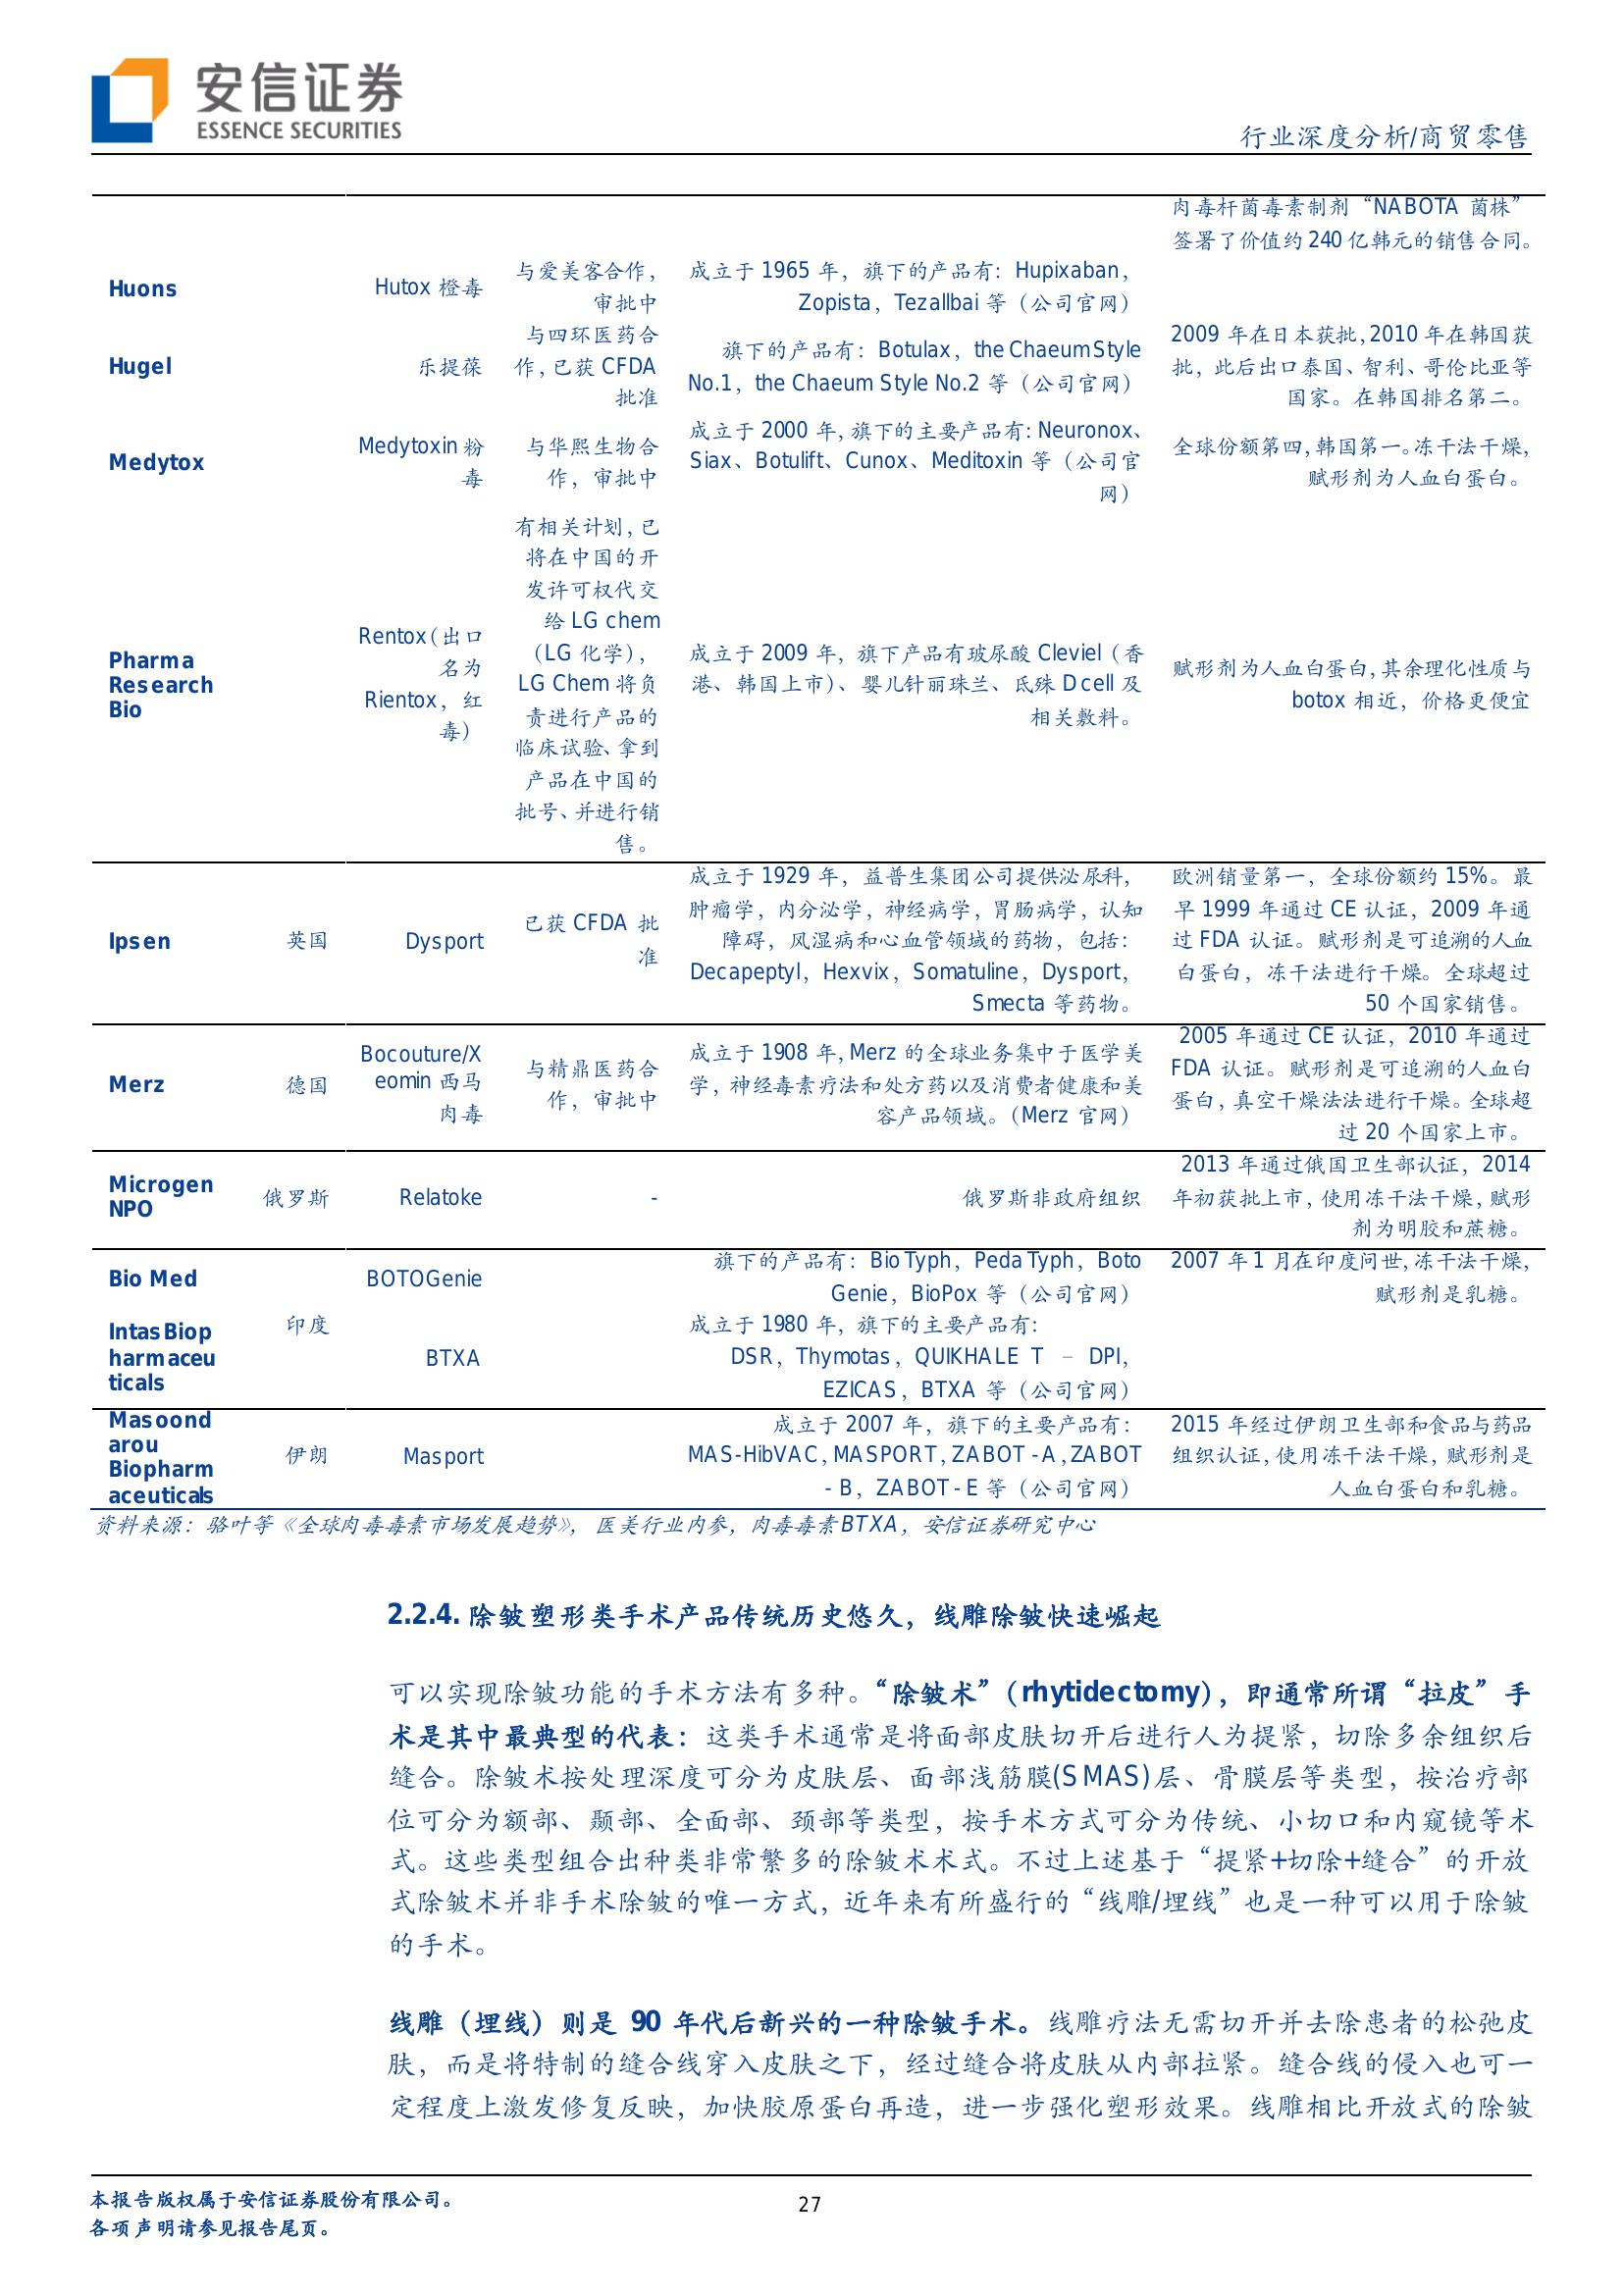 安信证券
ESSENCE SECURITIES
行业深度分析/商贸零售
肉毒杆菌毒素制剂“NABOTA 菌株”
签署了价值约 240 亿韩元的销售合同。
Huons
Hutox 橙毒
与爱美客合作，
审批中
成立于 1965 年，旗下的产品有：Hupixaban，
Zopista，Tezallbai 等（公司官网）
Hugel
乐提葆
与四环医药合
作，已获 CFDA
批准
旗下的产品有：Botulax，the Chaeum Style
No.1，the Chaeum Style No.2 等（公司官网）
2009 年在日本获批，2010 年在韩国获
批，此后出口泰国、智利、哥伦比亚等
国家。在韩国排名第二。
Medytox
Medytoxin 粉
毒
与华熙生物合
作，审批中
成立于 2000 年，旗下的主要产品有：Neuronox、
Siax、Botulift、Cunox、Meditoxin 等（公司官
网）
全球份额第四，韩国第一。冻干法干燥，
赋形剂为人血白蛋白。
Pharma
Research
Bio
Rentox（出口
名为
Rientox，红
毒）
有相关计划，已
将在中国的开
发许可权代交
给 LG chem
（LG 化学），
LG Chem 将负
责进行产品的
临床试验、拿到
产品在中国的
批号、并进行销
售。
成立于 2009 年，旗下产品有玻尿酸 Cleviel（香
港、韩国上市）、婴儿针丽珠兰、氐殊 Dcell 及
相关敷料。
赋形剂为人血白蛋白，其余理化性质与
botox 相近，价格更便宜
Ipsen
英国
Dysport
已获 CFDA 批
准
成立于 1929 年，益普生集团公司提供泌尿科，
肿瘤学，内分泌学，神经病学，胃肠病学，认知
障碍，风湿病和心血管领域的药物，包括：
Decapeptyl，Hexvix，Somatuline，Dysport，
Smecta 等药物。
欧洲销量第一，全球份额约 15%。最
早 1999 年通过 CE 认证，2009 年通
过 FDA 认证。赋形剂是可追溯的人血
白蛋白，冻干法进行干燥。全球超过
50 个国家销售。
Merz
德国
Bocouture/X
eomin 西马
肉毒
与精鼎医药合
作，审批中
成立于 1908 年，Merz 的全球业务集中于医学美
学，神经毒素疗法和处方药以及消费者健康和美
容产品领域。（Merz 官网）
2005 年通过 CE 认证，2010 年通过
FDA 认证。赋形剂是可追溯的人血白
蛋白，真空干燥法法进行干燥。全球超
过 20 个国家上市。
Microgen
NPO
俄罗斯
Relatoke
-
俄罗斯非政府组织
2013 年通过俄国卫生部认证，2014
年初获批上市，使用冻干法干燥，赋形
剂为明胶和蔗糖。
Bio Med
印度
BOTOGenie
旗下的产品有：BioTyph，Peda Typh，Boto
Genie，BioPox 等（公司官网）
2007 年 1 月在印度问世，冻干法干燥，
赋形剂是乳糖。
Intas Biop
harmaceu
ticals
BTXA
成立于 1980 年，旗下的主要产品有：
DSR，Thymotas，QUIKHALE T – DPI，
EZICAS，BTXA 等（公司官网）
Masoond
arou
Biopharm
aceuticals
伊朗
Masport
成立于 2007 年，旗下的主要产品有：
MAS-HibVAC，MASPORT，ZABOT -A，ZABOT
- B，ZABOT- E 等（公司官网）
2015 年经过伊朗卫生部和食品与药品
组织认证，使用冻干法干燥，赋形剂是
人血白蛋白和乳糖。
资料来源：骆叶等《全球肉毒毒素市场发展趋势》，医美行业内参，肉毒毒素BTXA，安信证券研究中心
2.2.4. 除皱塑形类手术产品传统历史悠久，线雕除皱快速崛起
可以实现除皱功能的手术方法有多种。“除皱术”（rhytidectomy），即通常所谓“拉皮”手
术是其中最典型的代表：这类手术通常是将面部皮肤切开后进行人为提紧，切除多余组织后
缝合。除皱术按处理深度可分为皮肤层、面部浅筋膜(SMAS)层、骨膜层等类型，按治疗部
位可分为额部、颞部、全面部、颈部等类型，按手术方式可分为传统、小切口和内窥镜等术
式。这些类型组合出种类非常繁多的除皱术术式。不过上述基于“提紧+切除+缝合”的开放
式除皱术并非手术除皱的唯一方式，近年来有所盛行的“线雕/埋线”也是一种可以用于除皱
的手术。
线雕（埋线）则是 90 年代后新兴的一种除皱手术。线雕疗法无需切开并去除患者的松弛皮
肤，而是将特制的缝合线穿入皮肤之下，经过缝合将皮肤从内部拉紧。缝合线的侵入也可一
定程度上激发修复反映，加快胶原蛋白再造，进一步强化塑形效果。线雕相比开放式的除皱
本报告版权属于安信证券股份有限公司。
各项声明请参见报告尾页。
27